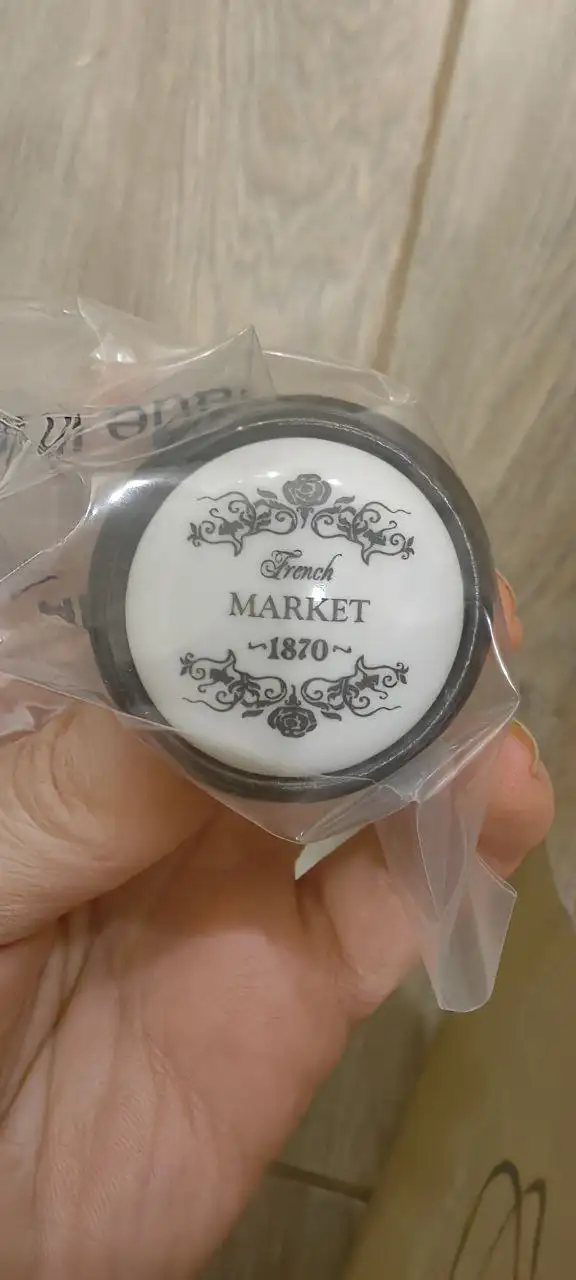 French
MARKET
~1870~